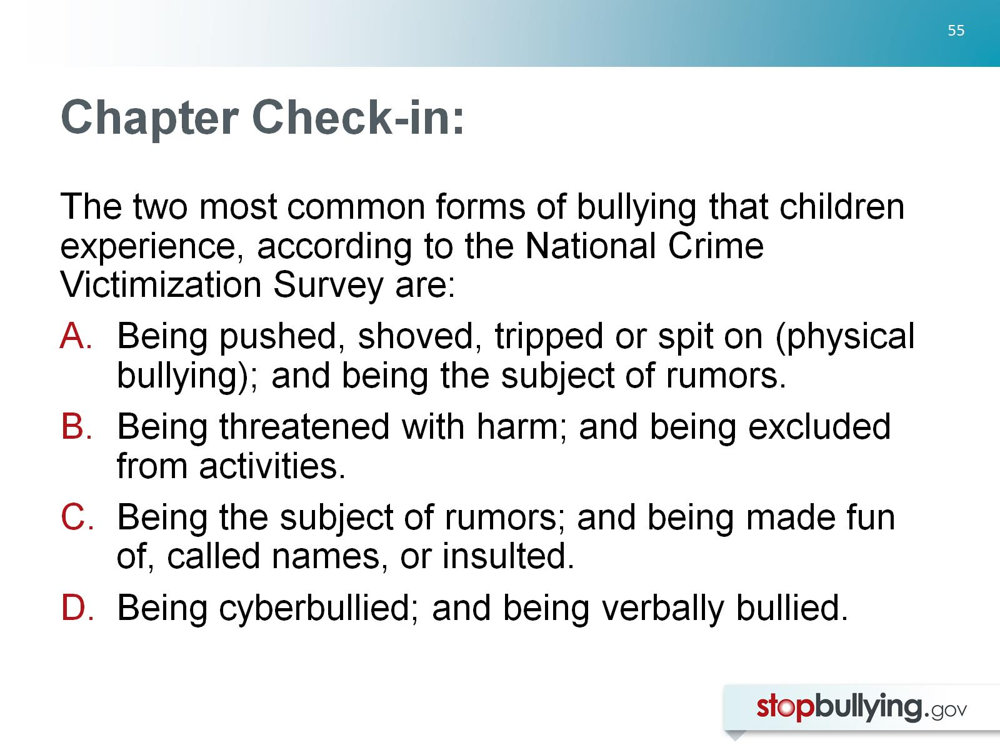 55
Chapter Check-in:
The two most common forms of bullying that children
experience, according to the National Crime
Victimization Survey are:
A. Being pushed, shoved, tripped or spit on (physical
bullying); and being the subject of rumors.
B. Being threatened with harm; and being excluded
from activities.
C. Being the subject of rumors; and being made fun
of, called names, or insulted.
D. Being cyberbullied; and being verbally bullied.
stopbullying.gov